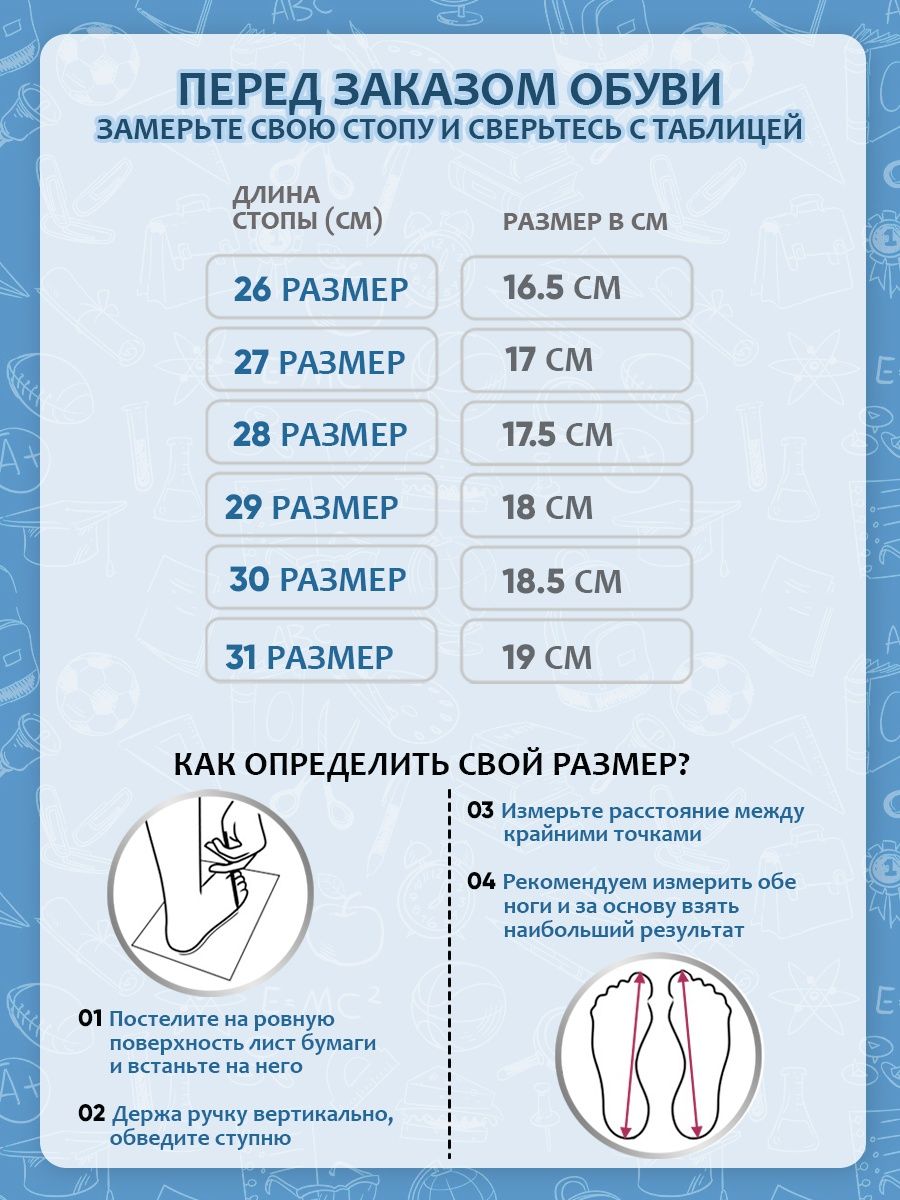 ПЕРЕД ЗАКАЗОМ ОБУВИ
ЗАМЕРЬТЕ СВОЮ СТОПУ И СВЕРЬТЕСЬ С ТАБЛИЦЕЙ
ДЛИНА
СТОПЫ (СМ)
РАЗМЕР В СМ
26 РАЗМЕР
16.5 СМ
27 РАЗМЕР
17 СМ
28 РАЗМЕР
17.5 СМ
29 РАЗМЕР
18 СМ
30 РАЗМЕР
18.5 СМ
31 РАЗМЕР
19 СМ
КАК ОПРЕДЕЛИТЬ СВОЙ РАЗМЕР?
01 Постелите на ровную
поверхность лист бумаги
и встаньте на него
02 Держа ручку вертикально,
обведите ступню
03 Измерьте расстояние между
крайними точками
04 Рекомендуем измерить обе
ноги и за основу взять
наибольший результат
ABC
A+
E=MC²
1
ABC
A+
E=MC²
1